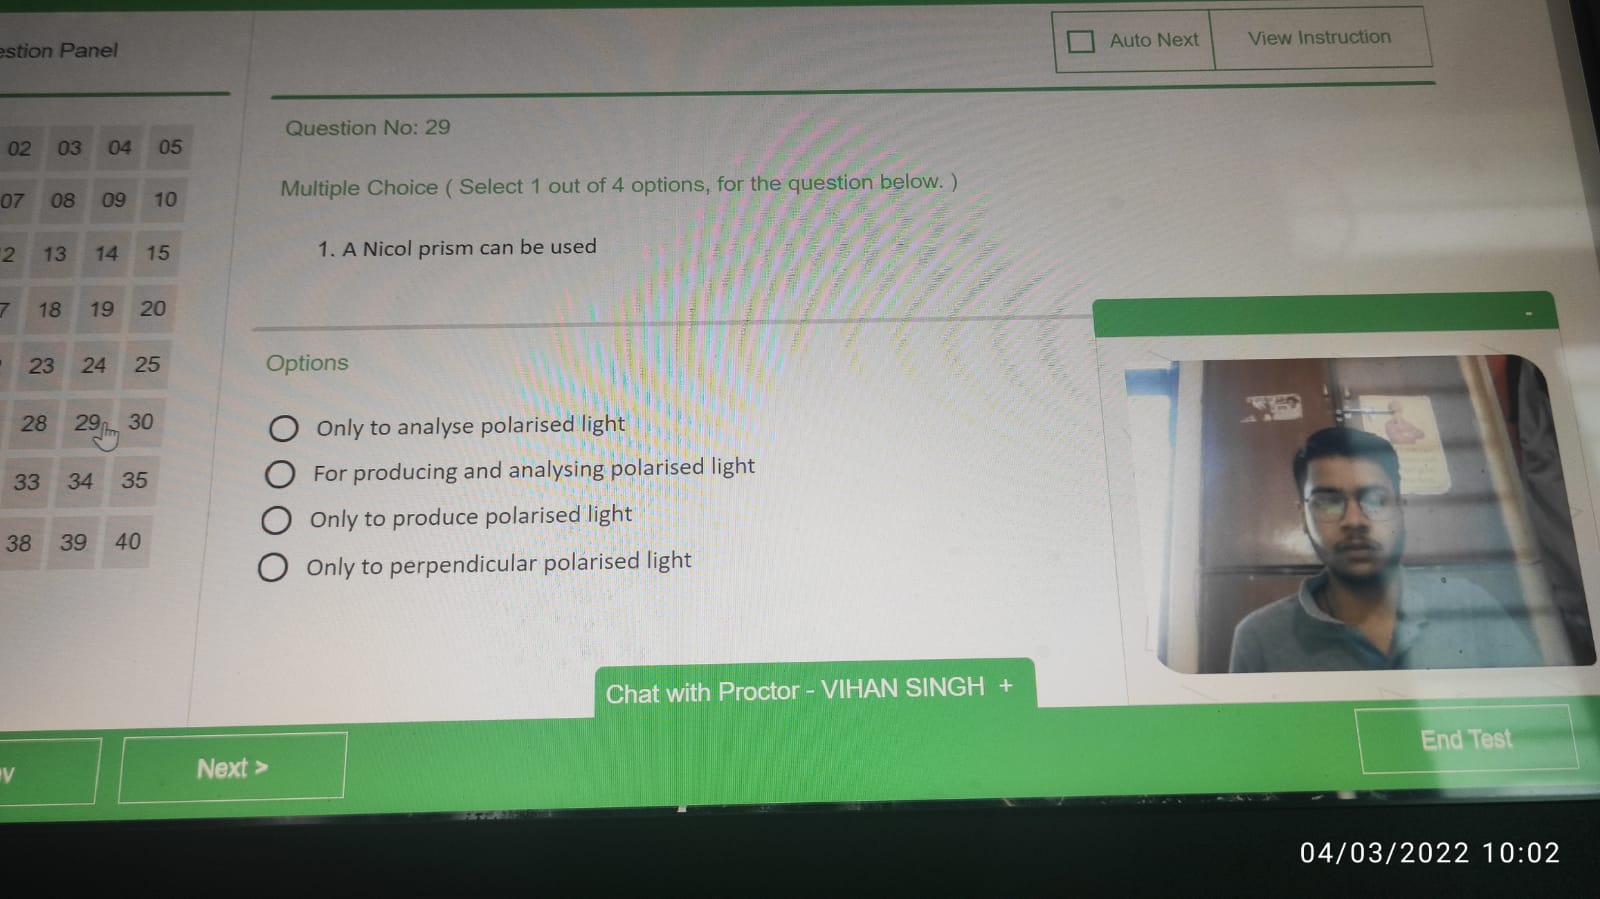 Question Panel
Auto Next
View Instruction
Question No: 29
Multiple Choice ( Select 1 out of 4 options, for the question below. )
1. A Nicol prism can be used
02 03 04 05
07 08 09 10
13 14 15
18 19 20
23 24 25
28 29 30
33 34 35
38 39 40
Options
Only to analyse polarised light
For producing and analysing polarised light
Only to produce polarised light
Only to perpendicular polarised light
Chat with Proctor - VIHAN SINGH +
Next >
End Test
04/03/2022 10:02